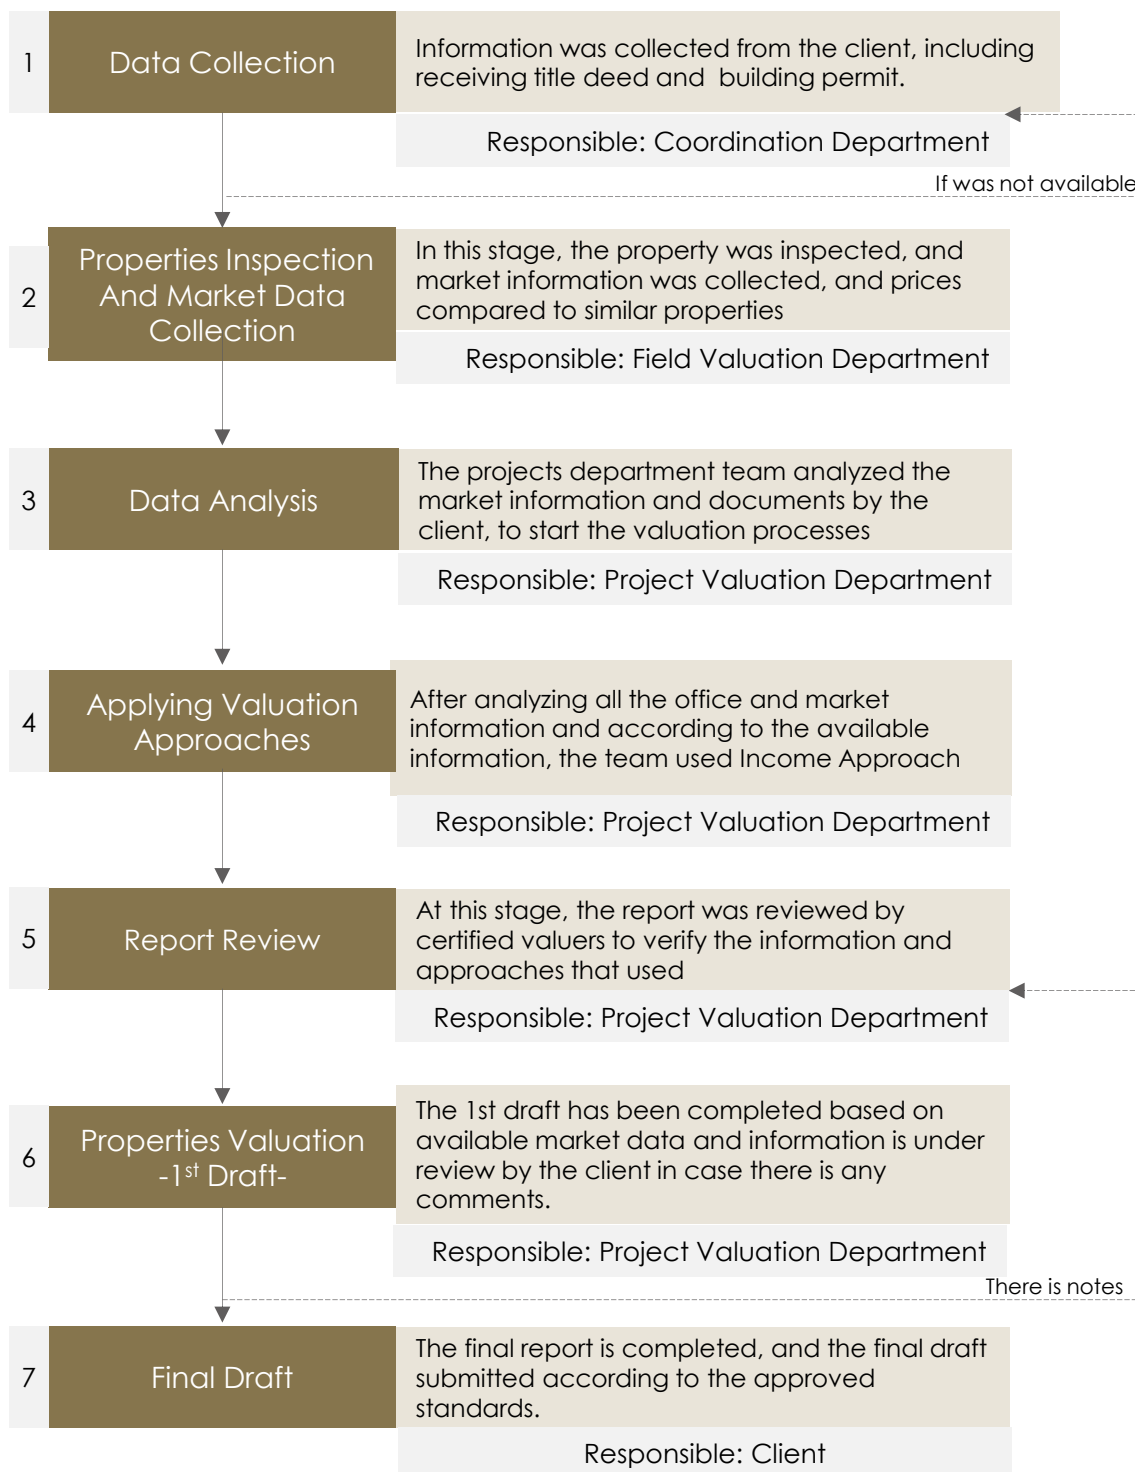 1
Data Collection
Information was collected from the client, including
receiving title deed and building permit.
Responsible: Coordination Department
If was not available
2
Properties Inspection
And Market Data
Collection
In this stage, the property was inspected, and
market information was collected, and prices
compared to similar properties
Responsible: Field Valuation Department
3
Data Analysis
The projects department team analyzed the
market information and documents by the
client, to start the valuation processes
Responsible: Project Valuation Department
4
Applying Valuation
Approaches
After analyzing all the office and market
information and according to the available
information, the team used Income Approach
Responsible: Project Valuation Department
5
Report Review
At this stage, the report was reviewed by
certified valuers to verify the information and
approaches that used
Responsible: Project Valuation Department
6
Properties Valuation
-1st Draft-
The 1st draft has been completed based on
available market data and information is under
review by the client in case there is any
comments.
Responsible: Project Valuation Department
There is notes
7
Final Draft
The final report is completed, and the final draft
submitted according to the approved
standards.
Responsible: Client